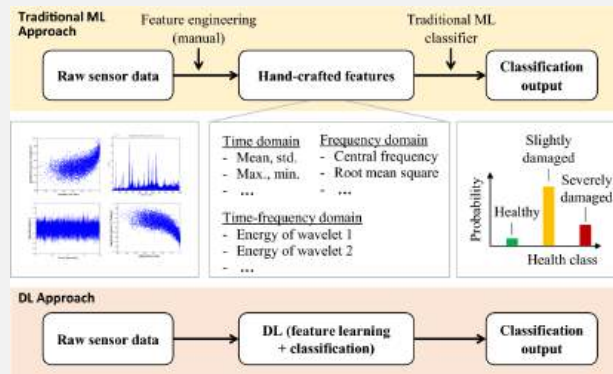 Traditional ML
Approach
Feature engineering
(manual)
Traditional ML
classifier
Raw sensor data
Hand-crafted features
Classification
output
Time domain
- Mean, std.
- Max., min.
- ...
Frequency domain
- Central frequency
- Root mean square
- ...
Time-frequency domain
- Energy of wavelet 1
- Energy of wavelet 2
- ...
Slightly
damaged
Severely
damaged
Healthy
Probability
Health class
DL Approach
Raw sensor data
DL (feature learning
+ classification)
Classification
output